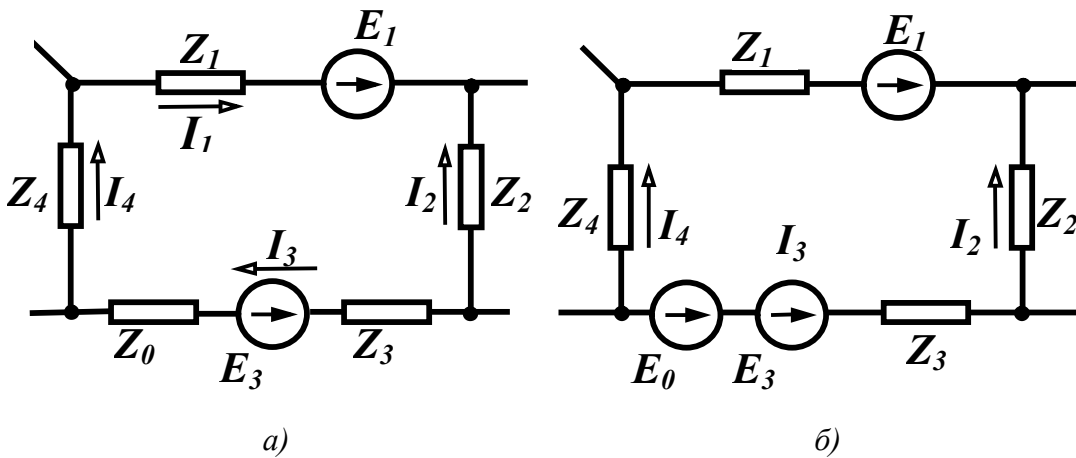 E₁ E₁
Z₁ Z₁
I₁
Z₄ I₄ I₂ Z₂ Z₄ I₄ I₃ I₂ Z₂
I₃
Z₀ E₃ Z₃ E₀ E₃ Z₃
а) б)